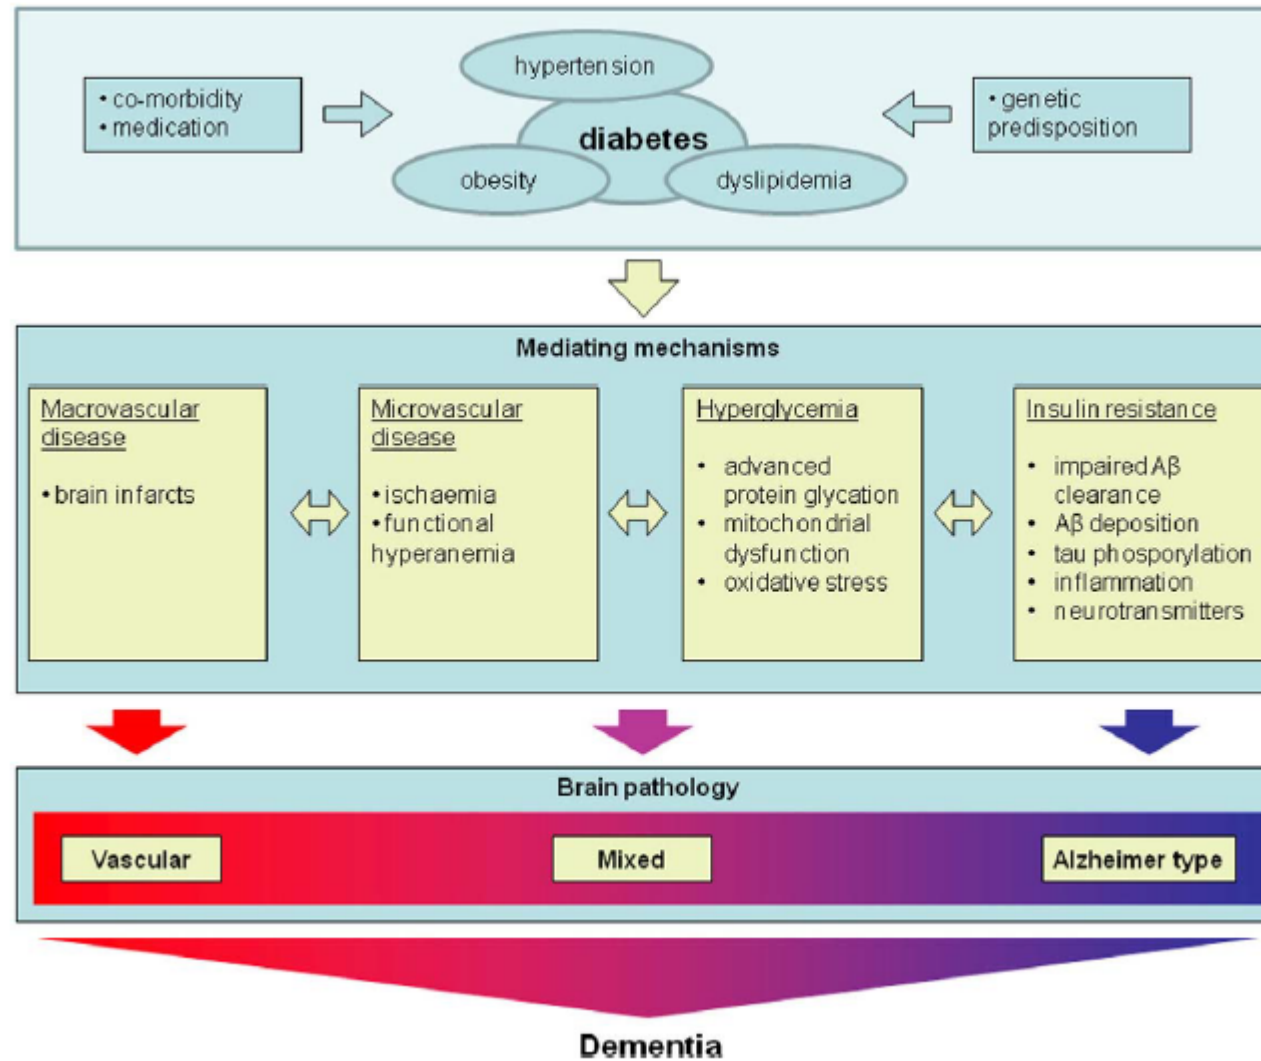 hypertension
• co-morbidity
• medication
diabetes
• genetic
predisposition
obesity
dyslipidemia
Mediating mechanisms
Macrovascular
disease
• brain infarcts
Microvascular
disease
• ischaemia
• functional
hyperanemia
Hyperglycemia
• advanced
protein glycation
• mitochondrial
dysfunction
• oxidative stress
Insulin resistance
• impaired Aβ
clearance
• Aβ deposition
• tau phosporylation
• inflammation
• neurotransmitters
Brain pathology
Vascular
Mixed
Alzheimer type
Dementia